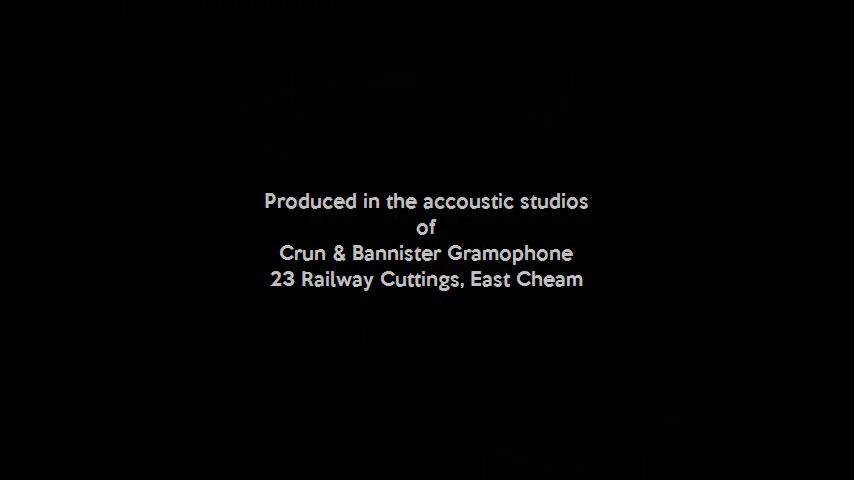 Produced in the accoustic studios
of
Crun & Bannister Gramophone
23 Railway Cuttings, East Cheam